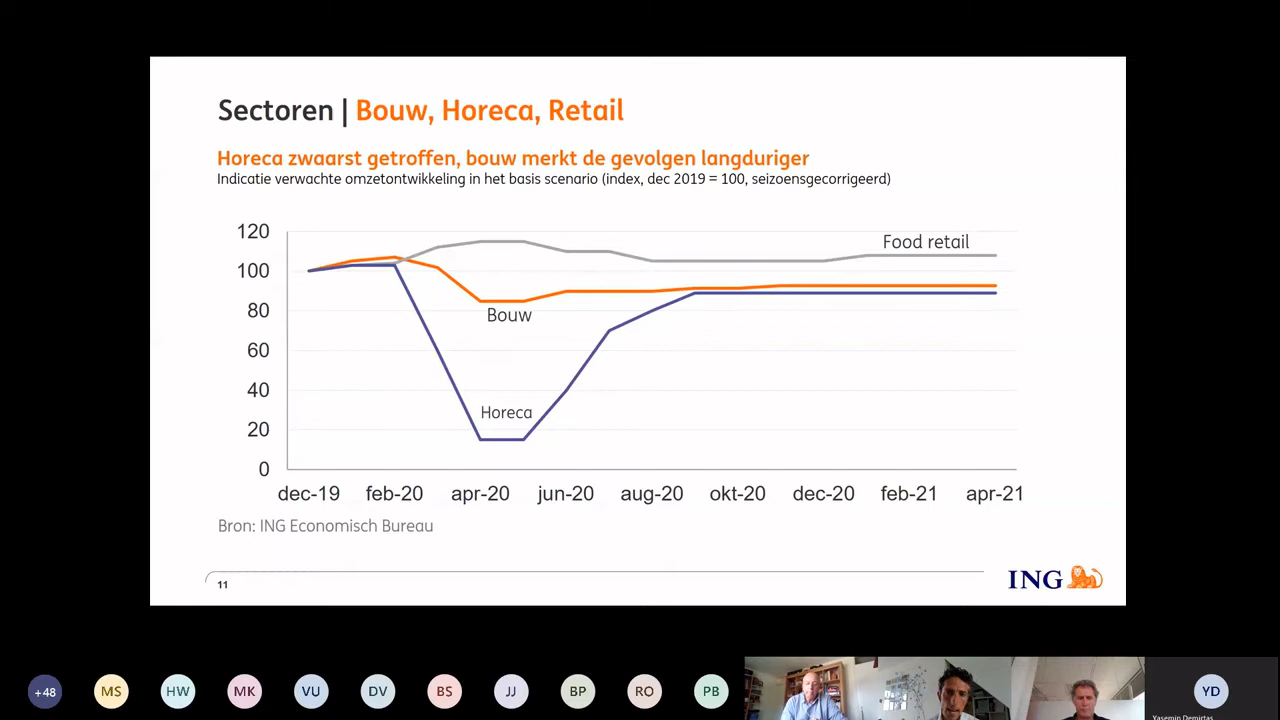 Sectoren | Bouw, Horeca, Retail
Horeca zwaarst getroffen, bouw merkt de gevolgen langduriger
Indicatie verwachte omzetontwikkeling in het basis scenario (index, dec 2019 = 100, seizoensgecorrigeerd)
120
100
80
60
40
20
0
Food retail
Bouw
Horeca
dec-19 feb-20 apr-20 jun-20 aug-20 okt-20 dec-20 feb-21 apr-21
Bron: ING Economisch Bureau
11
ING
+48 MS HW MK VU DV BS JJ BP RO PB YD
Yasemin Demirtas